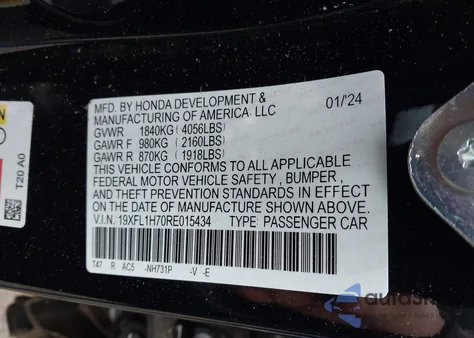 MFD. BY HONDA DEVELOPMENT &
MANUFACTURING OF AMERICA, LLC 01/'24
GVWR 1840KG (4056LBS)
GAWR F 980KG (2160LBS)
GAWR R 870KG (1918LBS)
THIS VEHICLE CONFORMS TO ALL APPLICABLE
FEDERAL MOTOR VEHICLE SAFETY, BUMPER,
AND THEFT PREVENTION STANDARDS IN EFFECT
ON THE DATE OF MANUFACTURE SHOWN ABOVE.
V.I.N. 19XFL1H70RE015434 TYPE: PASSENGER CAR
T47 R AC5 -NH731P -V -E
T20 A0